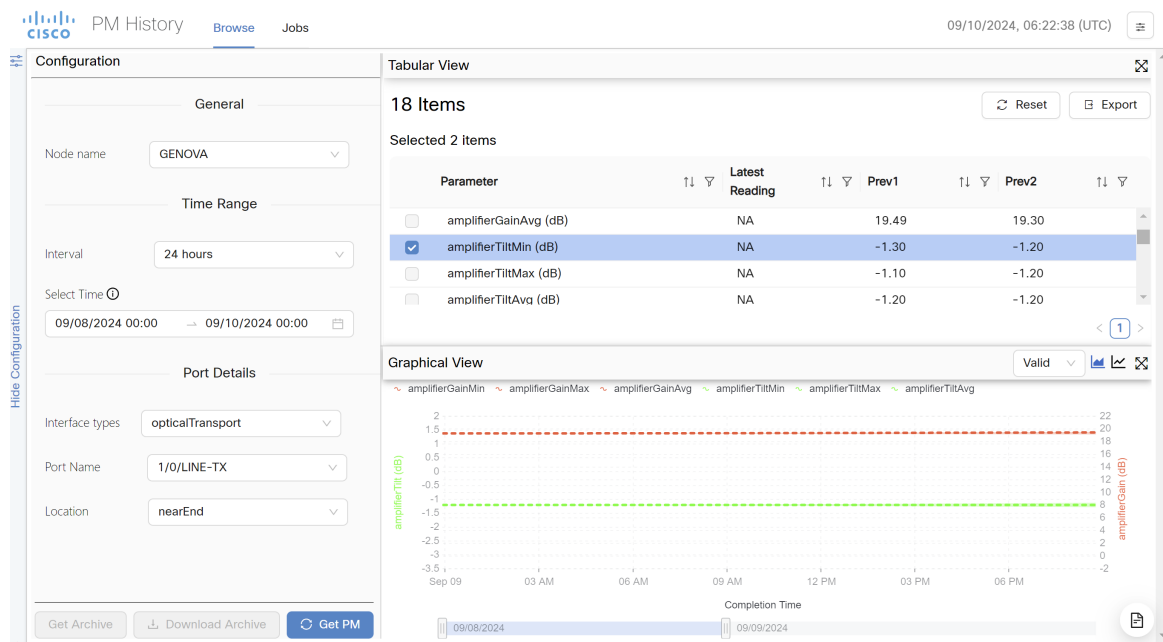 CISCO
PM History
Browse
Jobs
09/10/2024, 06:22:38 (UTC)
Hide Configuration
Configuration
General
Node name
GENOVA
Time Range
Interval
24 hours
Select Time
09/08/2024 00:00 → 09/10/2024 00:00
Port Details
Interface types
opticalTransport
Port Name
1/0/LINE-TX
Location
nearEnd
Get Archive
Download Archive
Get PM
Tabular View
18 Items
Reset
Export
Selected 2 items
Parameter Latest Reading Prev1 Prev2
amplifierGainAvg (dB) NA 19.49 19.30
amplifierTiltMin (dB) NA -1.30 -1.20
amplifierTiltMax (dB) NA -1.10 -1.20
amplifierTiltAvg (dB) NA -1.20 -1.20
< 1 >
Graphical View
Valid
amplifierGainMin amplifierGainMax amplifierGainAvg amplifierTiltMin amplifierTiltMax amplifierTiltAvg
amplifierTilt (dB)
2
1.5
1
0.5
0
-0.5
-1
-1.5
-2
-2.5
-3
-3.5
22
20
18
16
14
12
10
8
6
4
2
0
-2
amplifierGain (dB)
Sep 09 03 AM 06 AM 09 AM 12 PM 03 PM 06 PM
Completion Time
09/08/2024
09/09/2024